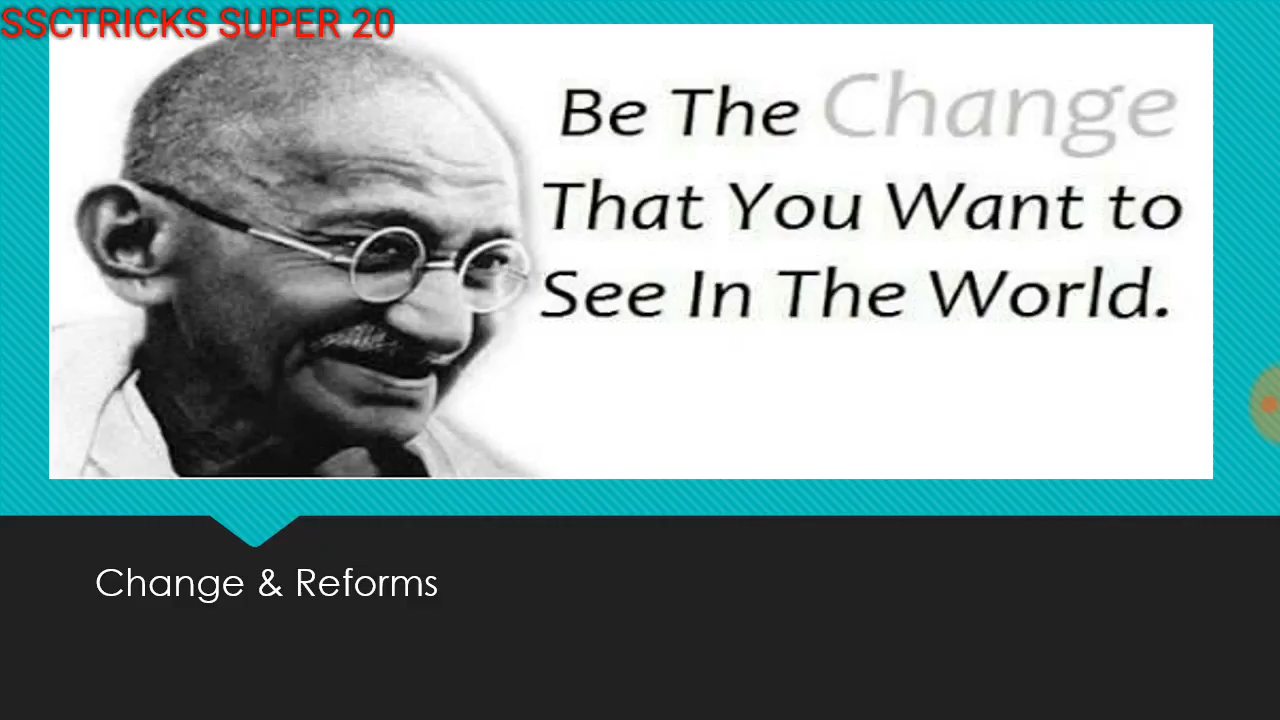 SSCTRICKS SUPER 20
Be The Change
That You Want to
See In The World.
Change & Reforms